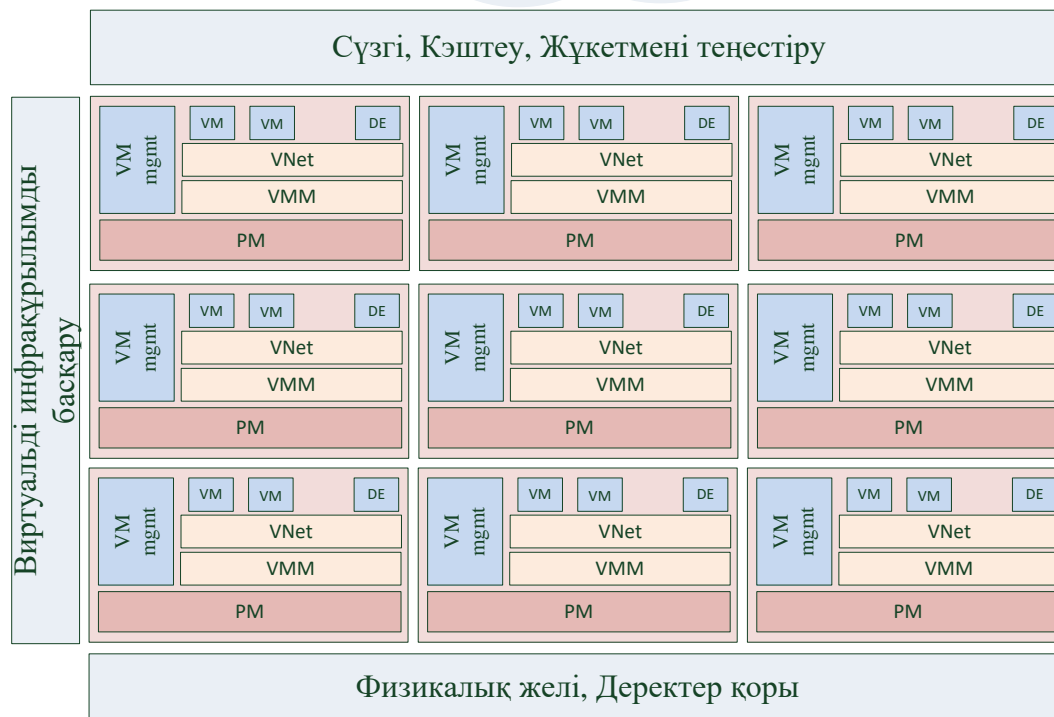 Сүзгі, Кэштеу, Жүкетмені теңестіру
Виртуальді инфрақұрылымды
басқару
VM
mgmt
VM
VM
DE
VNet
VMM
PM
VM
mgmt
VM
VM
DE
VNet
VMM
PM
VM
mgmt
VM
VM
DE
VNet
VMM
PM
VM
mgmt
VM
VM
DE
VNet
VMM
PM
VM
mgmt
VM
VM
DE
VNet
VMM
PM
VM
mgmt
VM
VM
DE
VNet
VMM
PM
VM
mgmt
VM
VM
DE
VNet
VMM
PM
VM
mgmt
VM
VM
DE
VNet
VMM
PM
VM
mgmt
VM
VM
DE
VNet
VMM
PM
Физикалық желі, Деректер қоры